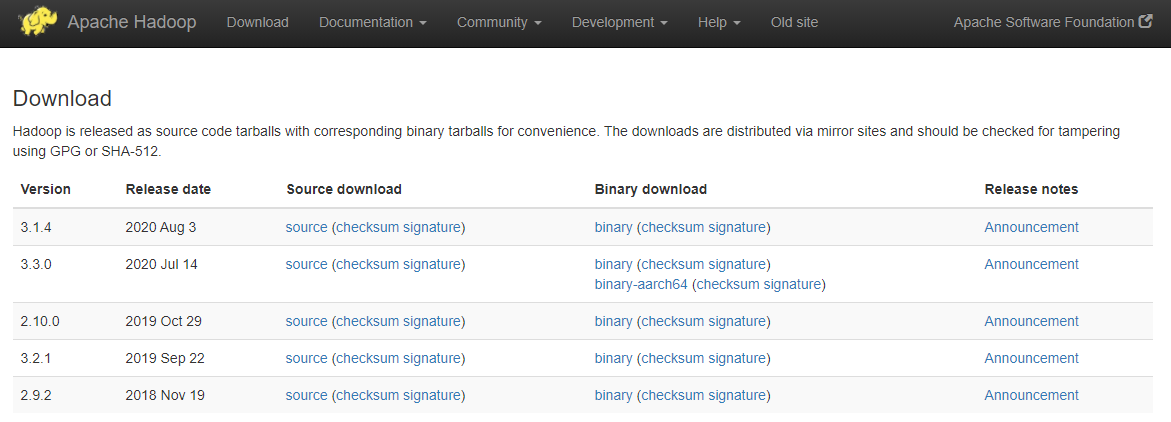 Apache Hadoop Download Documentation Community Development Help Old site Apache Software Foundation
Download
Hadoop is released as source code tarballs with corresponding binary tarballs for convenience. The downloads are distributed via mirror sites and should be checked for tampering
using GPG or SHA-512.
Version Release date Source download Binary download Release notes
3.1.4 2020 Aug 3 source (checksum signature) binary (checksum signature) Announcement
3.3.0 2020 Jul 14 source (checksum signature) binary (checksum signature) Announcement
binary-aarch64 (checksum signature)
2.10.0 2019 Oct 29 source (checksum signature) binary (checksum signature) Announcement
3.2.1 2019 Sep 22 source (checksum signature) binary (checksum signature) Announcement
2.9.2 2018 Nov 19 source (checksum signature) binary (checksum signature) Announcement